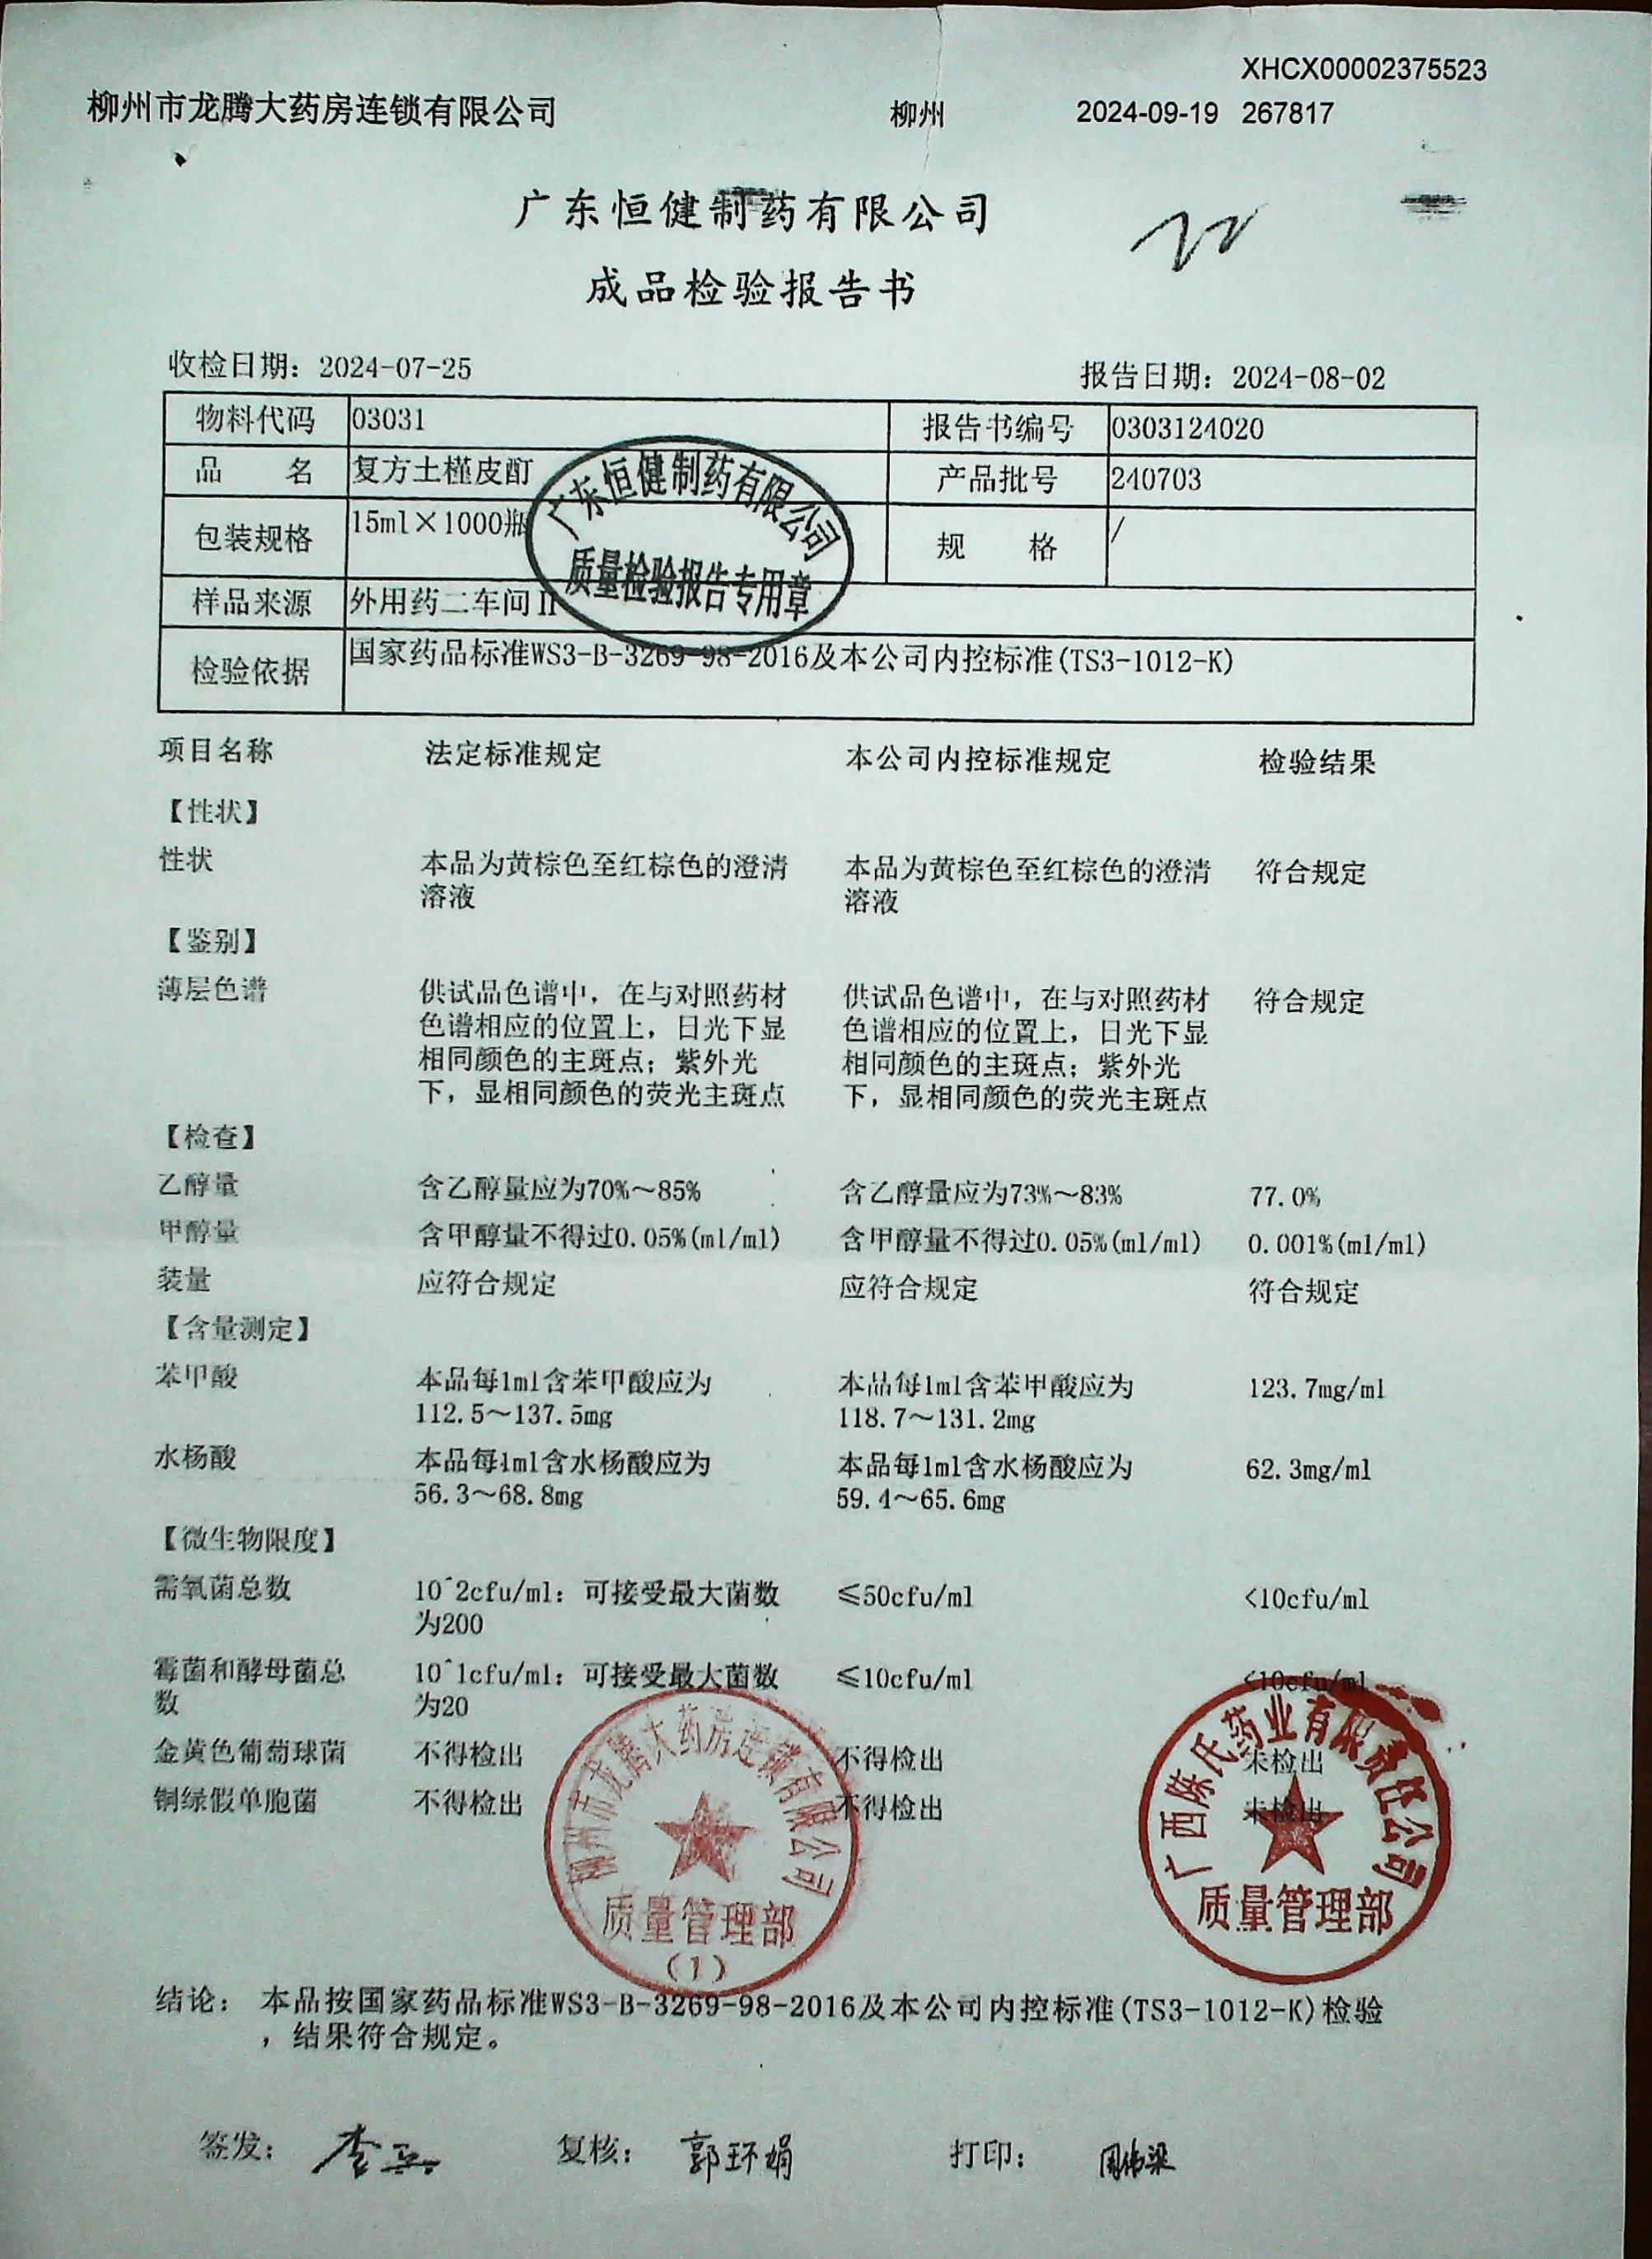 XHCX00002375523
柳州市龙腾大药房连锁有限公司 柳州 2024-09-19 267817
广东恒健制药有限公司
成品检验报告书
收检日期：2024-07-25 报告日期：2024-08-02
物料代码 03031 报告书编号 0303124020
品 名 复方土槿皮酊 产品批号 240703
包装规格 15ml×1000瓶 规 格 /
样品来源 外用药二车间II
检验依据 国家药品标准WS3-B-3269-98-2016及本公司内控标准(TS3-1012-K)
广东恒健制药有限公司
质量检验报告专用章
项目名称 法定标准规定 本公司内控标准规定 检验结果
【性状】
性状 本品为黄棕色至红棕色的澄清 本品为黄棕色至红棕色的澄清 符合规定
溶液 溶液
【鉴别】
薄层色谱 供试品色谱中，在与对照药材 供试品色谱中，在与对照药材 符合规定
色谱相应的位置上，日光下显 色谱相应的位置上，日光下显
相同颜色的主斑点；紫外光 相同颜色的主斑点；紫外光
下，显相同颜色的荧光主斑点 下，显相同颜色的荧光主斑点
【检查】
乙醇量 含乙醇量应为70%～85% 含乙醇量应为73%～83% 77.0%
甲醇量 含甲醇量不得过0.05%(ml/ml) 含甲醇量不得过0.05%(ml/ml) 0.001%(ml/ml)
装量 应符合规定 应符合规定 符合规定
【含量测定】
苯甲酸 本品每1ml含苯甲酸应为 本品每1ml含苯甲酸应为 123.7mg/ml
112.5～137.5mg 118.7～131.2mg
水杨酸 本品每1ml含水杨酸应为 本品每1ml含水杨酸应为 62.3mg/ml
56.3～68.8mg 59.4～65.6mg
【微生物限度】
需氧菌总数 10^2cfu/ml：可接受最大菌数 ≤50cfu/ml <10cfu/ml
为200
霉菌和酵母菌总 10^1cfu/ml：可接受最大菌数 ≤10cfu/ml <10cfu/ml
数 为20
金黄色葡萄球菌 不得检出 不得检出 未检出
铜绿假单胞菌 不得检出 不得检出 未检出
柳州市龙腾大药房连锁有限公司
质量管理部
(1)
广西陈氏药业有限责任公司
质量管理部
结论： 本品按国家药品标准WS3-B-3269-98-2016及本公司内控标准(TS3-1012-K)检验
，结果符合规定。
签发： 复核： 郭环娟 打印：